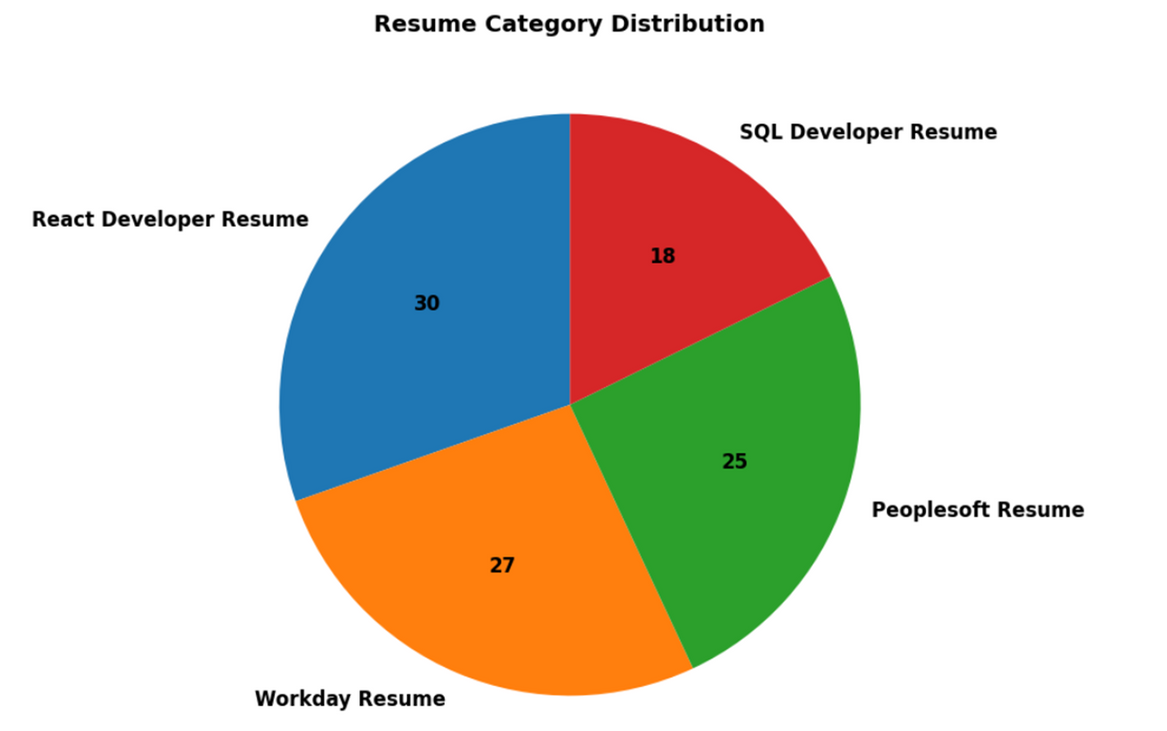 Resume Category Distribution
SQL Developer Resume
React Developer Resume
18
30
25
Peoplesoft Resume
27
Workday Resume